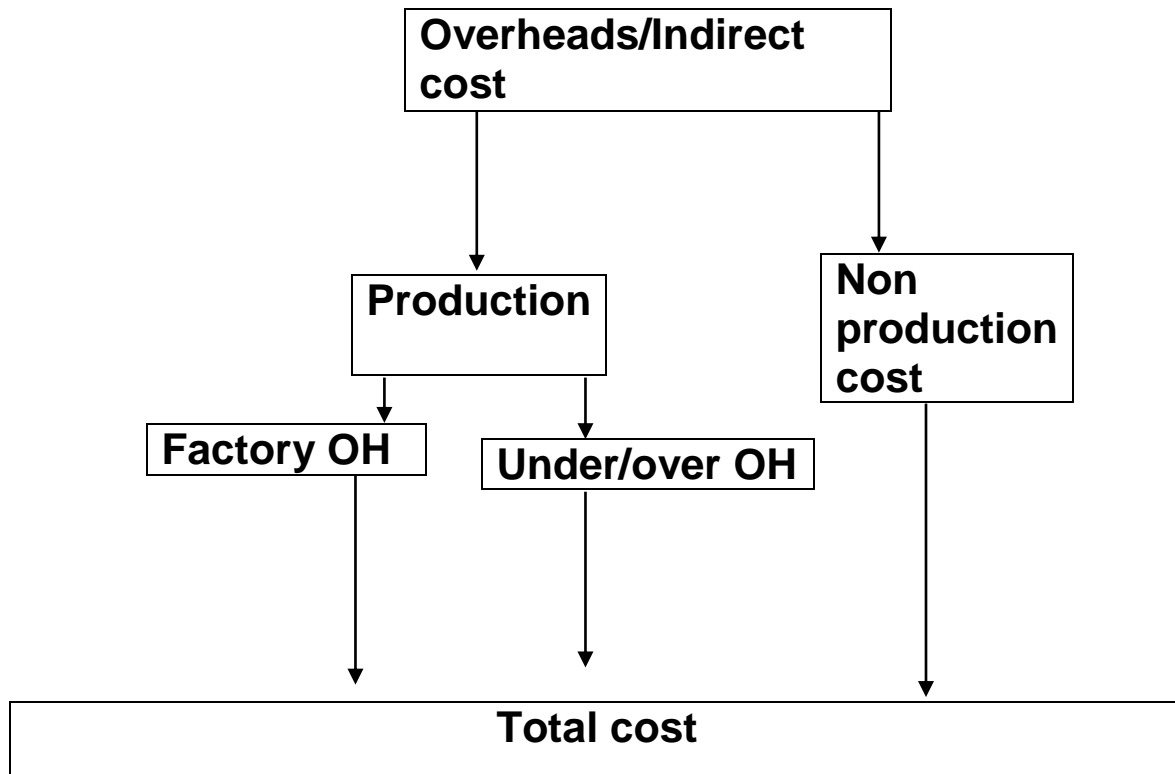 Overheads/Indirect
cost
Production
Non
production
cost
Factory OH
Under/over OH
Total cost